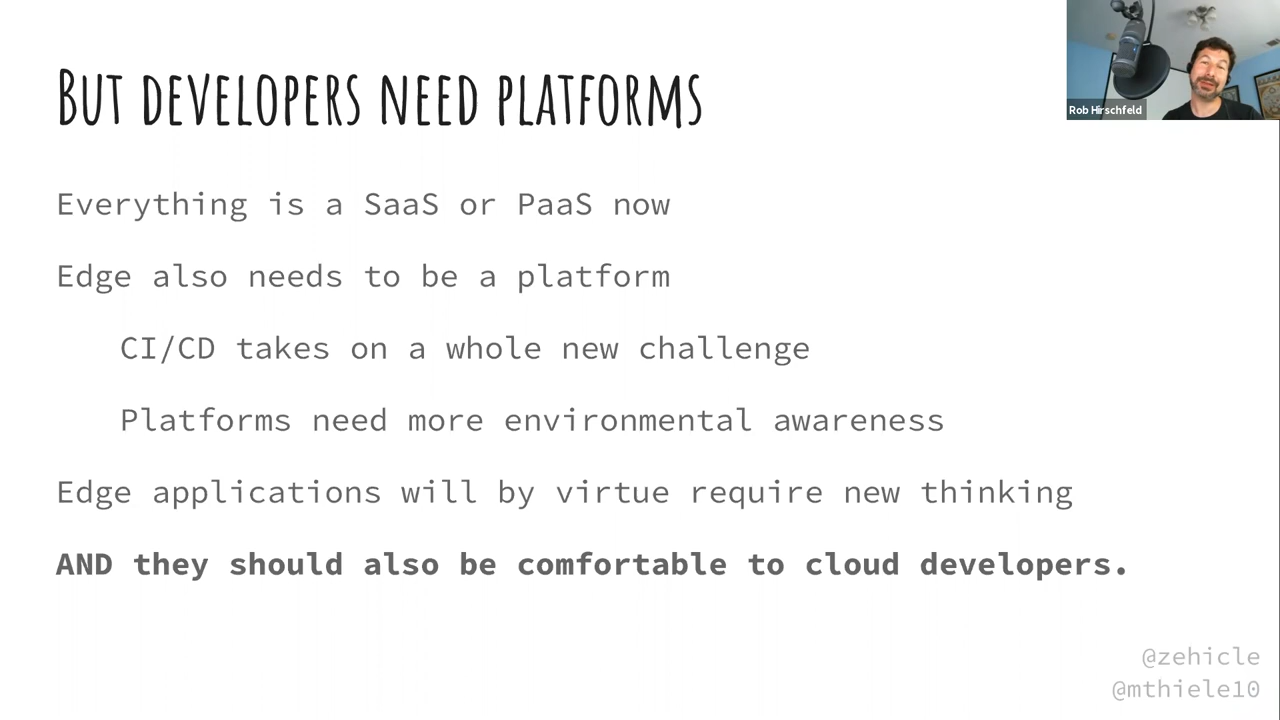 But developers need platforms
Rob Hirschfeld
Everything is a SaaS or PaaS now
Edge also needs to be a platform
CI/CD takes on a whole new challenge
Platforms need more environmental awareness
Edge applications will by virtue require new thinking
AND they should also be comfortable to cloud developers.
@zehicle
@mthiele10